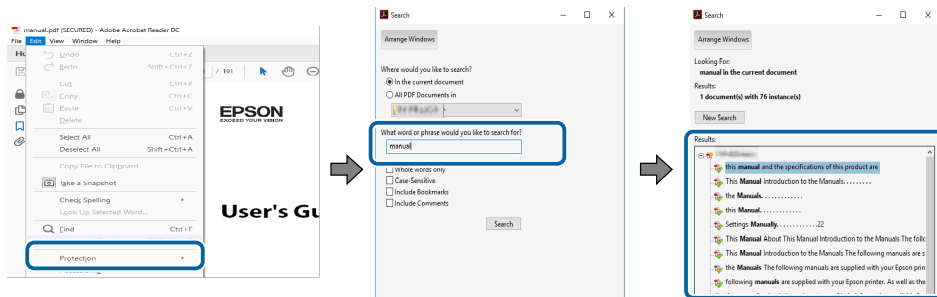 manual.pdf (SECURED) - Adobe Acrobat Reader DC
File Edit View Window Help
Undo Ctrl+Z
Redo Shift+Ctrl+Z
Cut Ctrl+X
Copy Ctrl+C
Paste Ctrl+V
Delete
Select All Ctrl+A
Deselect All Shift+Ctrl+A
Copy File to Clipboard
Take a Snapshot
Check Spelling
Look Up Selected Word...
Find
Protection
/ 191
EPSON
EXCEED YOUR VISION
User's Gu
Search
Arrange Windows
Where would you like to search?
In the current document
All PDF Documents in
What word or phrase would you like to search for?
manual
Whole words only
Case-Sensitive
Include Bookmarks
Include Comments
Search
Search
Arrange Windows
Looking For:
manual in the current document
Results:
1 document(s) with 76 instance(s)
New Search
Results:
this manual and the specifications of this product are
This Manual Introduction to the Manuals. . . . . . . . .
the Manuals. . . . . . . . . . . . .
this Manual. . . . . . . . . . . . .
Settings Manually. . . . . . . . . . . .22
This Manual About This Manual Introduction to the Manuals The follc
This Manual Introduction to the Manuals The following manuals are s
the Manuals The following manuals are supplied with your Epson prin
following manuals are supplied with your Epson printer. As well as the